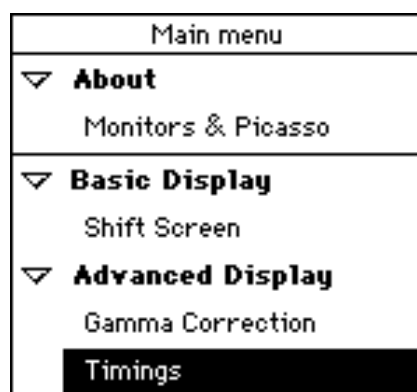 Main menu
About
Monitors & Picasso
Basic Display
Shift Screen
Advanced Display
Gamma Correction
Timings